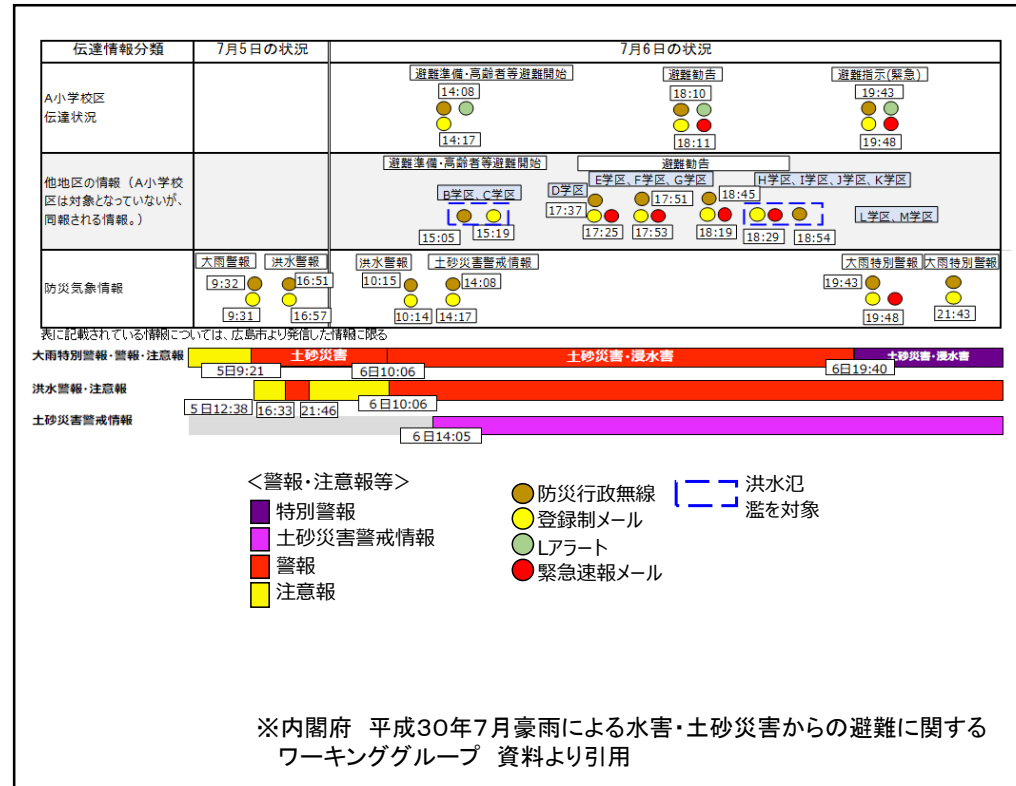 伝達情報分類
7月5日の状況
7月6日の状況
A小学校区
伝達状況
避難準備・高齢者等避難開始
14:08
14:17
避難勧告
18:10
18:11
避難指示(緊急)
19:43
19:48
他地区の情報（A小学校
区は対象となっていないが、
同報される情報。）
避難準備・高齢者等避難開始
避難勧告
B学区、C学区
15:05
15:19
D学区
17:37
E学区、F学区、G学区
17:25
17:51
17:53
18:45
18:19
H学区、I学区、J学区、K学区
18:29
18:54
L学区、M学区
防災気象情報
大雨警報
9:32
9:31
洪水警報
16:51
16:57
洪水警報
10:15
10:14
土砂災害警戒情報
14:08
14:17
大雨特別警報
19:43
19:48
大雨特別警報
21:43
表に記載されている情報については、広島市より発信した情報に限る
大雨特別警報・警報・注意報
土砂災害
土砂災害・浸水害
土砂災害・浸水害
5日9:21
6日10:06
6日19:40
洪水警報・注意報
5日12:38
16:33
21:46
6日10:06
土砂災害警戒情報
6日14:05
＜警報・注意報等＞
特別警報
土砂災害警戒情報
警報
注意報
防災行政無線
登録制メール
Lアラート
緊急速報メール
洪水氾
濫を対象
※内閣府　平成30年7月豪雨による水害・土砂災害からの避難に関する
ワーキンググループ　資料より引用